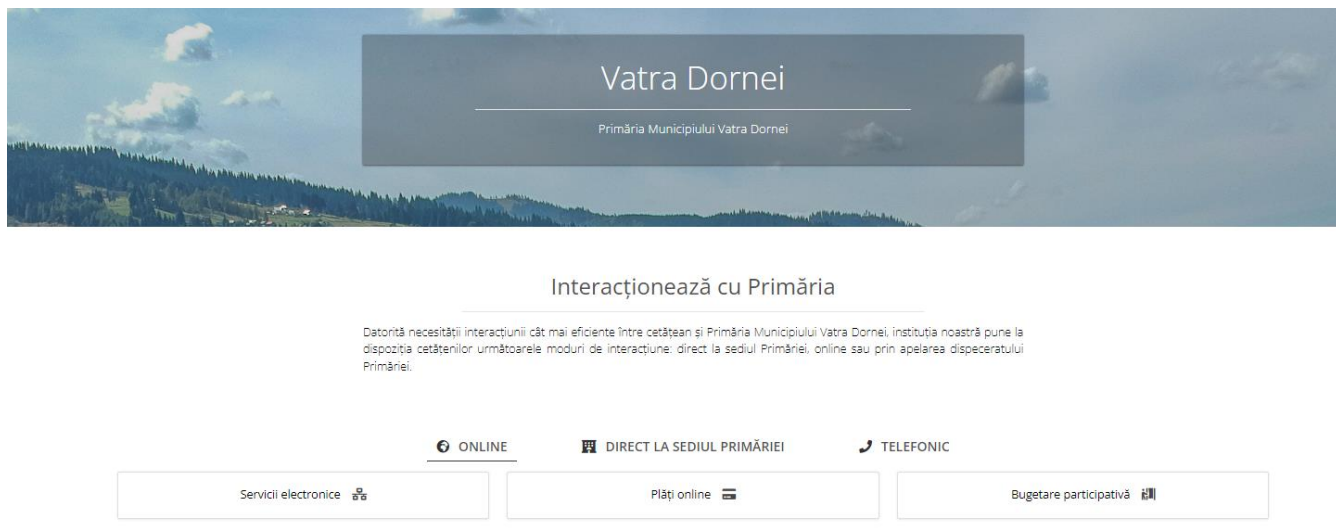 Vatra Dornei
Primăria Municipiului Vatra Dornei
Interacționează cu Primăria
Datorită necesității interacțiunii cât mai eficiente între cetățean și Primăria Municipiului Vatra Dornei, instituția noastră pune la
dispoziția cetățenilor următoarele moduri de interacțiune: direct la sediul Primăriei, online sau prin apelarea dispeceratului
Primăriei.
ONLINE DIRECT LA SEDIUL PRIMĂRIEI TELEFONIC
Servicii electronice Plăți online Bugetare participativă